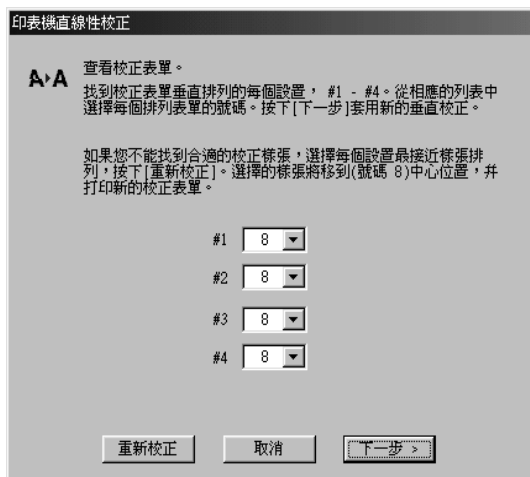 印表機直線性校正
A A
查看校正表單。
找到校正表單垂直排列的每個設置， #1 - #4。從相應的列表中
選擇每個排列表單的號碼。按下[下一步]套用新的垂直校正。
如果您不能找到合適的校正樣張，選擇每個設置最接近樣張排
列，按下[重新校正]。選擇的樣張將移到(號碼 8)中心位置，并
打印新的校正表單。
#1 8
#2 8
#3 8
#4 8
重新校正 取消 下一步 >